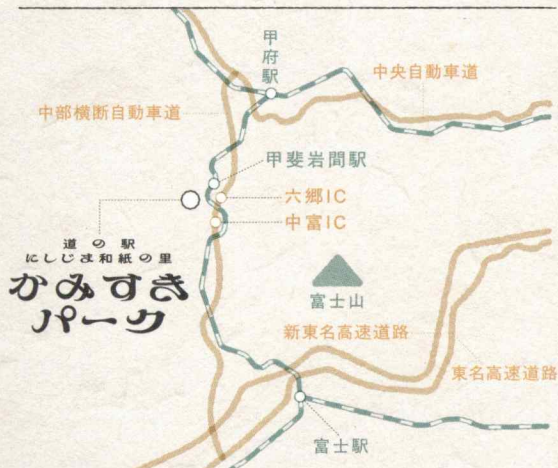 甲府駅
中央自動車道
中部横断自動車道
甲斐岩間駅
六郷IC
中富IC
道の駅
にしじま和紙の里
かみすき
パーク
富士山
新東名高速道路
東名高速道路
富士駅